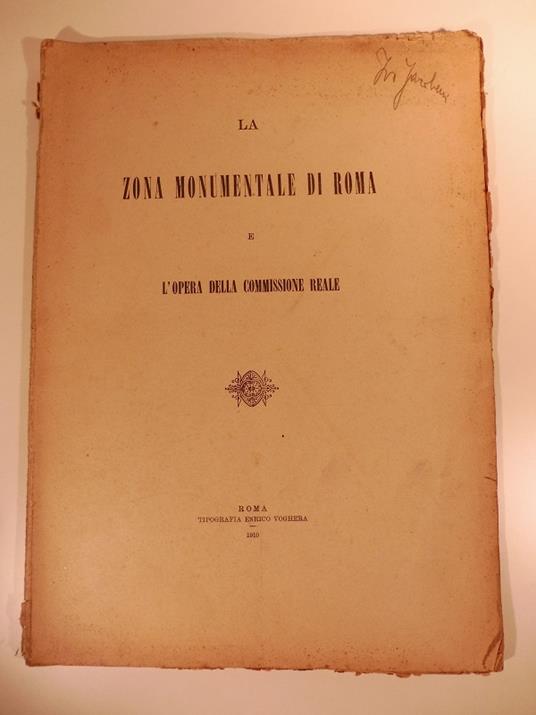 LA
ZONA MONUMENTALE DI ROMA
E
L'OPERA DELLA COMMISSIONE REALE
ROMA
TIPOGRAFIA ENRICO VOGHERA
1910